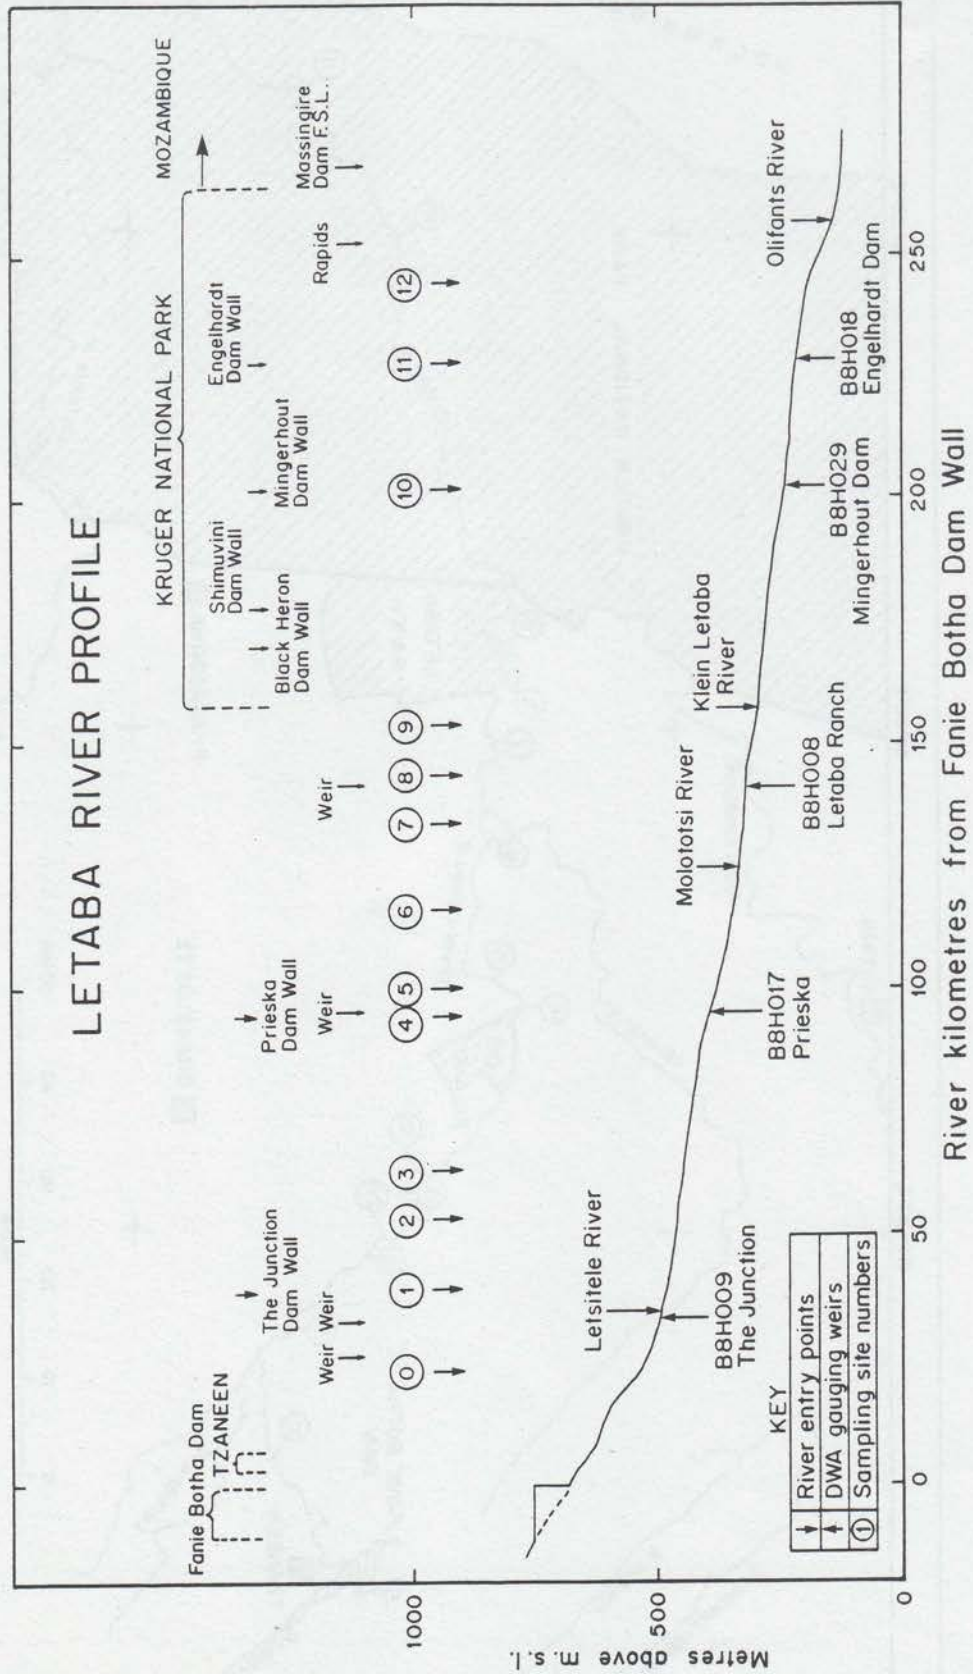 LETABA RIVER PROFILE
KRUGER NATIONAL PARK
MOZAMBIQUE
Fanie Botha Dam
TZANEEN
The Junction
Dam Wall
Prieska
Dam Wall
Shimuvini
Dam Wall
Black Heron
Dam Wall
Mingerhout
Dam Wall
Engelhardt
Dam Wall
Rapids
Massingire
Dam F.S.L..
Weir
Weir
Weir
Weir
0
1
2
3
4
5
6
7
8
9
10
11
12
Letsitele River
Molototsi River
Klein Letaba
River
Olifants River
B8H009
The Junction
B8H017
Prieska
B8H008
Letaba Ranch
B8H029
Mingerhout Dam
B8H018
Engelhardt Dam
KEY
River entry points
DWA gauging weirs
1 Sampling site numbers
Metres above m.s.l.
1000
500
0
0
50
100
150
200
250
River kilometres from Fanie Botha Dam Wall